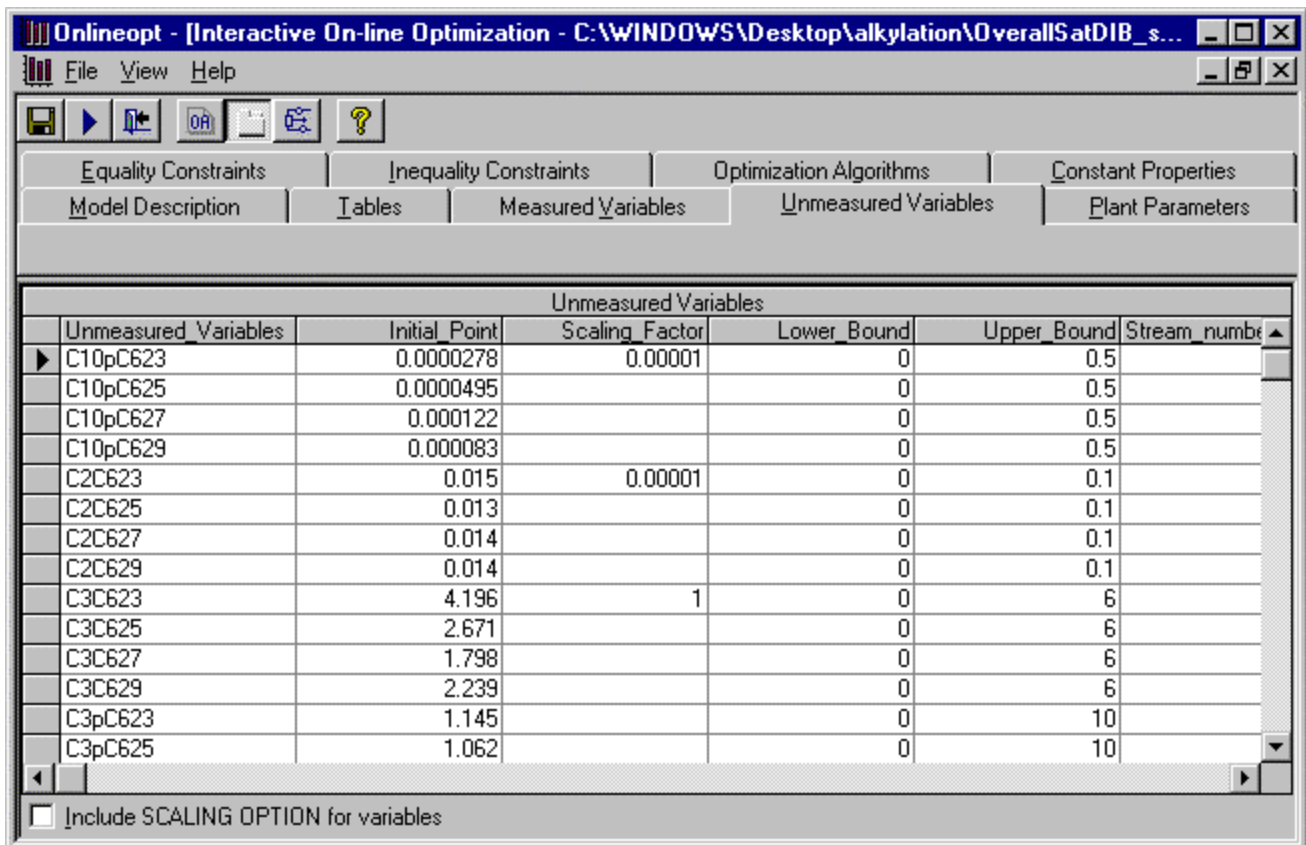 Onlineopt - [Interactive On-line Optimization - C:\WINDOWS\Desktop\alkylation\OverallSatDIB_s...
File View Help
OA ?
Equality Constraints Inequality Constraints Optimization Algorithms Constant Properties
Model Description Tables Measured Variables Unmeasured Variables Plant Parameters
Unmeasured Variables
Unmeasured_Variables Initial_Point Scaling_Factor Lower_Bound Upper_Bound Stream_numbe
C10pC623 0.0000278 0.00001 0 0.5
C10pC625 0.0000495 0 0.5
C10pC627 0.000122 0 0.5
C10pC629 0.000083 0 0.5
C2C623 0.015 0.00001 0 0.1
C2C625 0.013 0 0.1
C2C627 0.014 0 0.1
C2C629 0.014 0 0.1
C3C623 4.196 1 0 6
C3C625 2.671 0 6
C3C627 1.798 0 6
C3C629 2.239 0 6
C3pC623 1.145 0 10
C3pC625 1.062 0 10
Include SCALING OPTION for variables